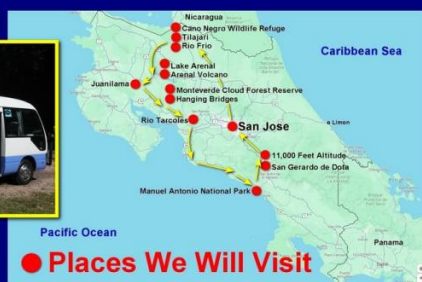 Nicaragua
Cano Negro Wildlife Refuge
Tilajari
Rio Frio
Caribbean Sea
Lake Arenal
Arenal Volcano
Juanilama
Monteverde Cloud Forest Reserve
Hanging Bridges
Rio Tarcoles
San Jose
Limon
11,000 Feet Altitude
San Gerardo de Dota
Manuel Antonio National Park
Pacific Ocean
Panama
Places We Will Visit